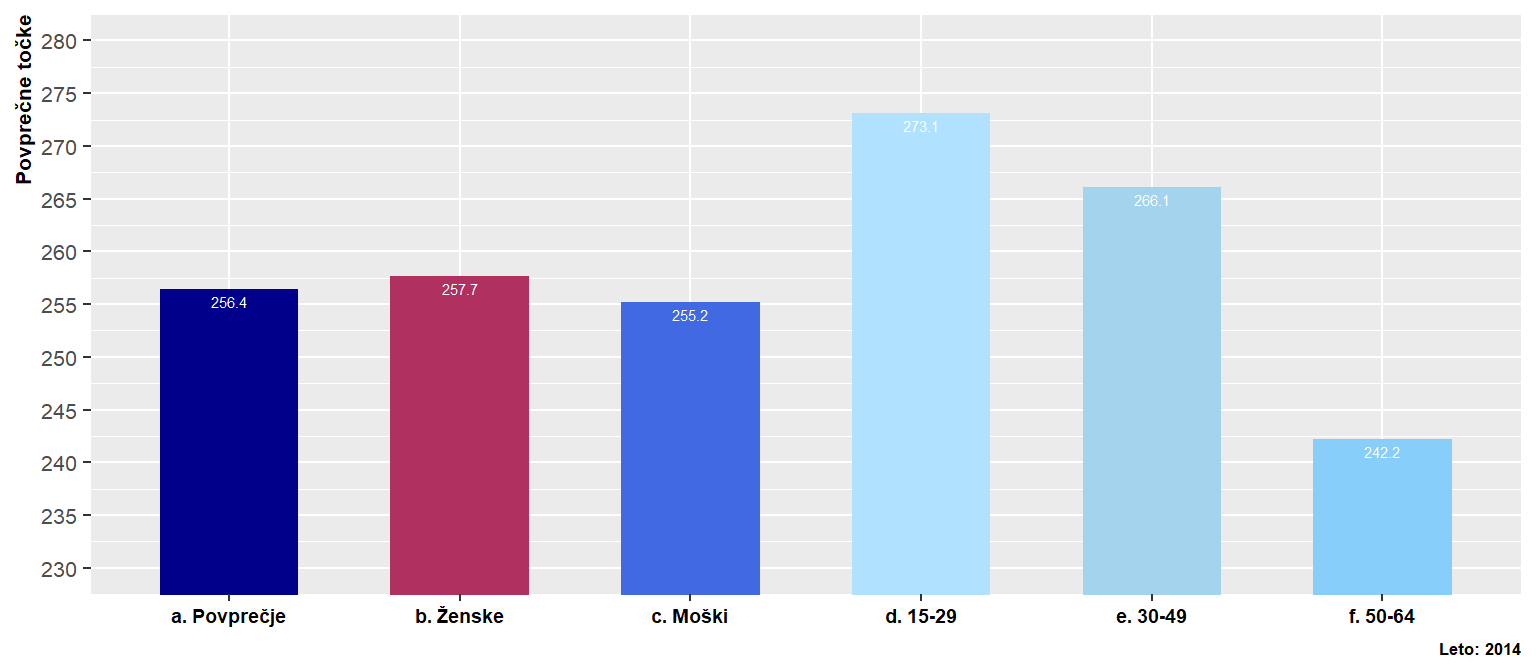 Povprečne točke
280
275
270
265
260
255
250
245
240
235
230
256.4
257.7
255.2
273.1
266.1
242.2
a. Povprečje
b. Ženske
c. Moški
d. 15-29
e. 30-49
f. 50-64
Leto: 2014